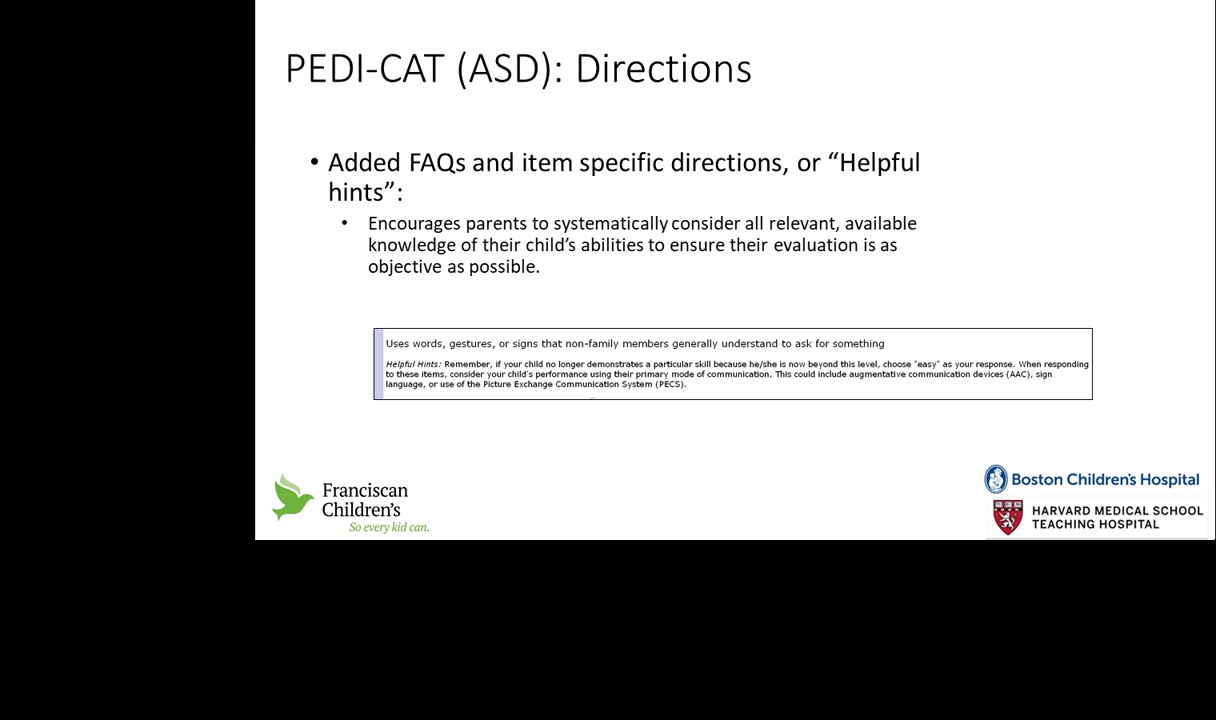 PEDI-CAT (ASD): Directions
• Added FAQs and item specific directions, or “Helpful
hints”:
• Encourages parents to systematically consider all relevant, available
knowledge of their child’s abilities to ensure their evaluation is as
objective as possible.
Uses words, gestures, or signs that non-family members generally understand to ask for something
Helpful Hints: Remember, if your child no longer demonstrates a particular skill because he/she is now beyond this level, choose "easy" as your response. When responding
to these items, consider your child's performance using their primary mode of communication. This could include augmentative communication devices (AAC), sign
language, or use of the Picture Exchange Communication System (PECS).
Franciscan
Children's
So every kid can.
Boston Children's Hospital
HARVARD MEDICAL SCHOOL
TEACHING HOSPITAL